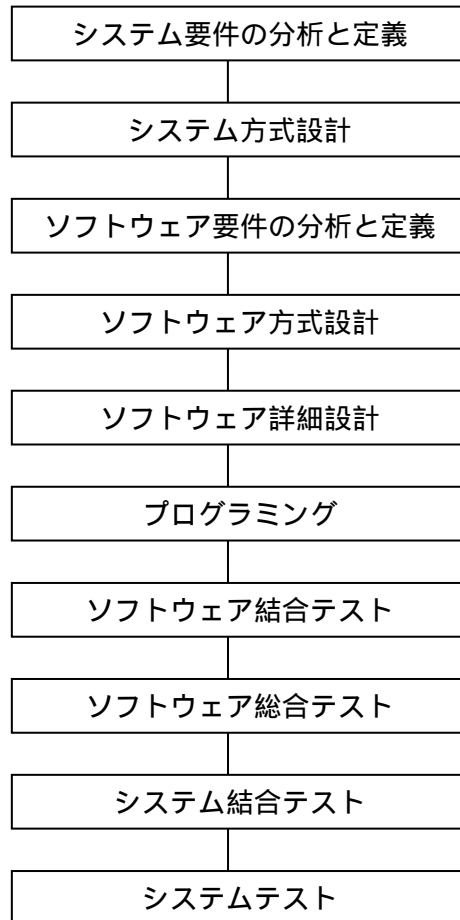 システム要件の分析と定義
システム方式設計
ソフトウェア要件の分析と定義
ソフトウェア方式設計
ソフトウェア詳細設計
プログラミング
ソフトウェア結合テスト
ソフトウェア総合テスト
システム結合テスト
システムテスト